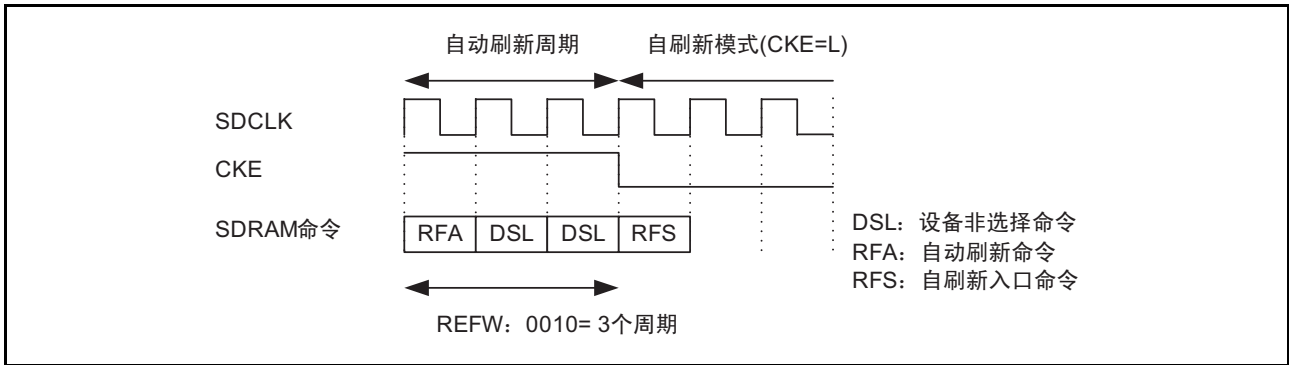 自动刷新周期
自刷新模式(CKE=L)
SDCLK
CKE
SDRAM命令
RFA DSL DSL RFS
DSL：设备非选择命令
RFA：自动刷新命令
RFS：自刷新入口命令
REFW：0010= 3个周期